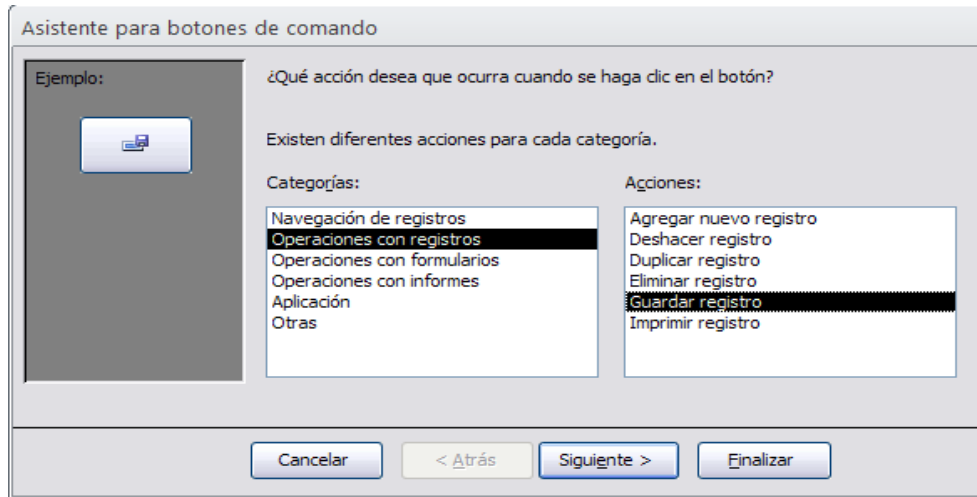 Asistente para botones de comando
Ejemplo:
¿Qué acción desea que ocurra cuando se haga clic en el botón?
Existen diferentes acciones para cada categoría.
Categorías:
Navegación de registros
Operaciones con registros
Operaciones con formularios
Operaciones con informes
Aplicación
Otras
Acciones:
Agregar nuevo registro
Deshacer registro
Duplicar registro
Eliminar registro
Guardar registro
Imprimir registro
Cancelar
< Atrás
Siguiente >
Finalizar